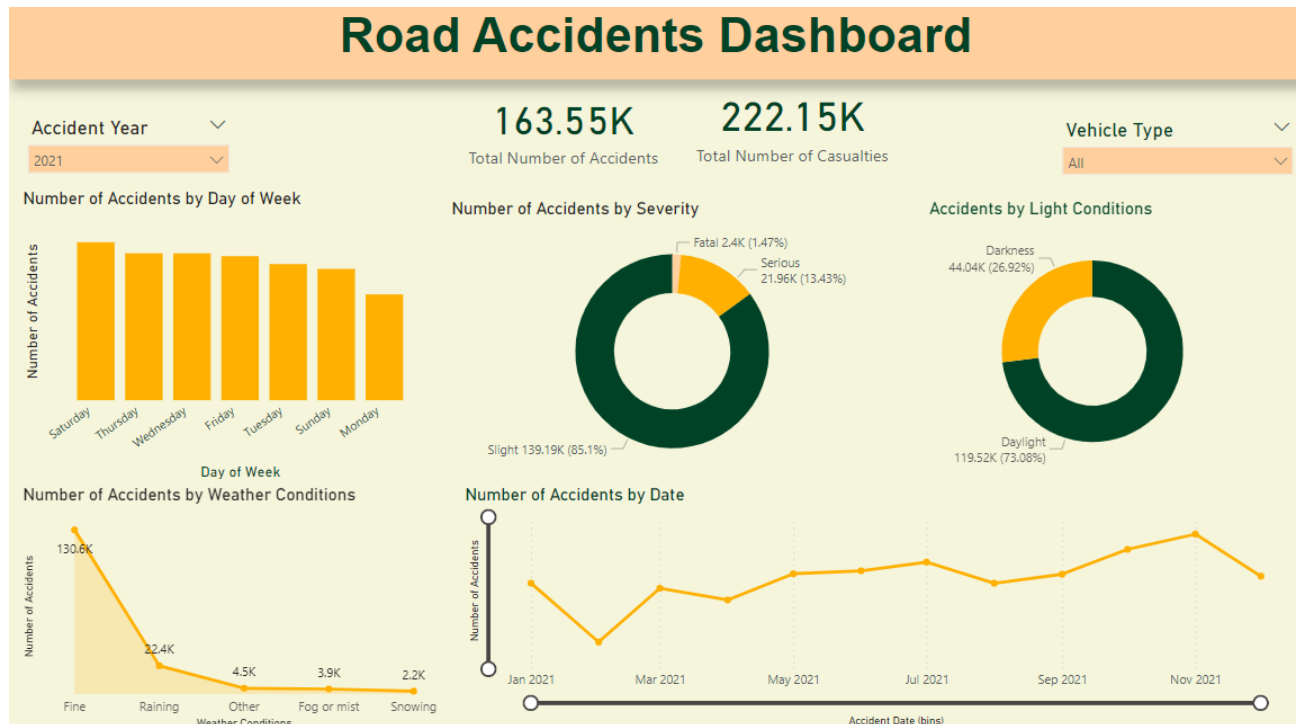 Road Accidents Dashboard
Accident Year
2021
163.55K
Total Number of Accidents
222.15K
Total Number of Casualties
Vehicle Type
All
Number of Accidents by Day of Week
Number of Accidents
Saturday
Thursday
Wednesday
Friday
Tuesday
Sunday
Monday
Day of Week
Number of Accidents by Severity
Fatal 2.4K (1.47%)
Serious
21.96K (13.43%)
Slight 139.19K (85.1%)
Accidents by Light Conditions
Darkness
44.04K (26.92%)
Daylight
119.52K (73.08%)
Number of Accidents by Weather Conditions
Number of Accidents
130.6K
22.4K
4.5K
3.9K
2.2K
Fine
Raining
Other
Fog or mist
Snowing
Weather Conditions
Number of Accidents by Date
Number of Accidents
Jan 2021
Mar 2021
May 2021
Jul 2021
Sep 2021
Nov 2021
Accident Date (bins)